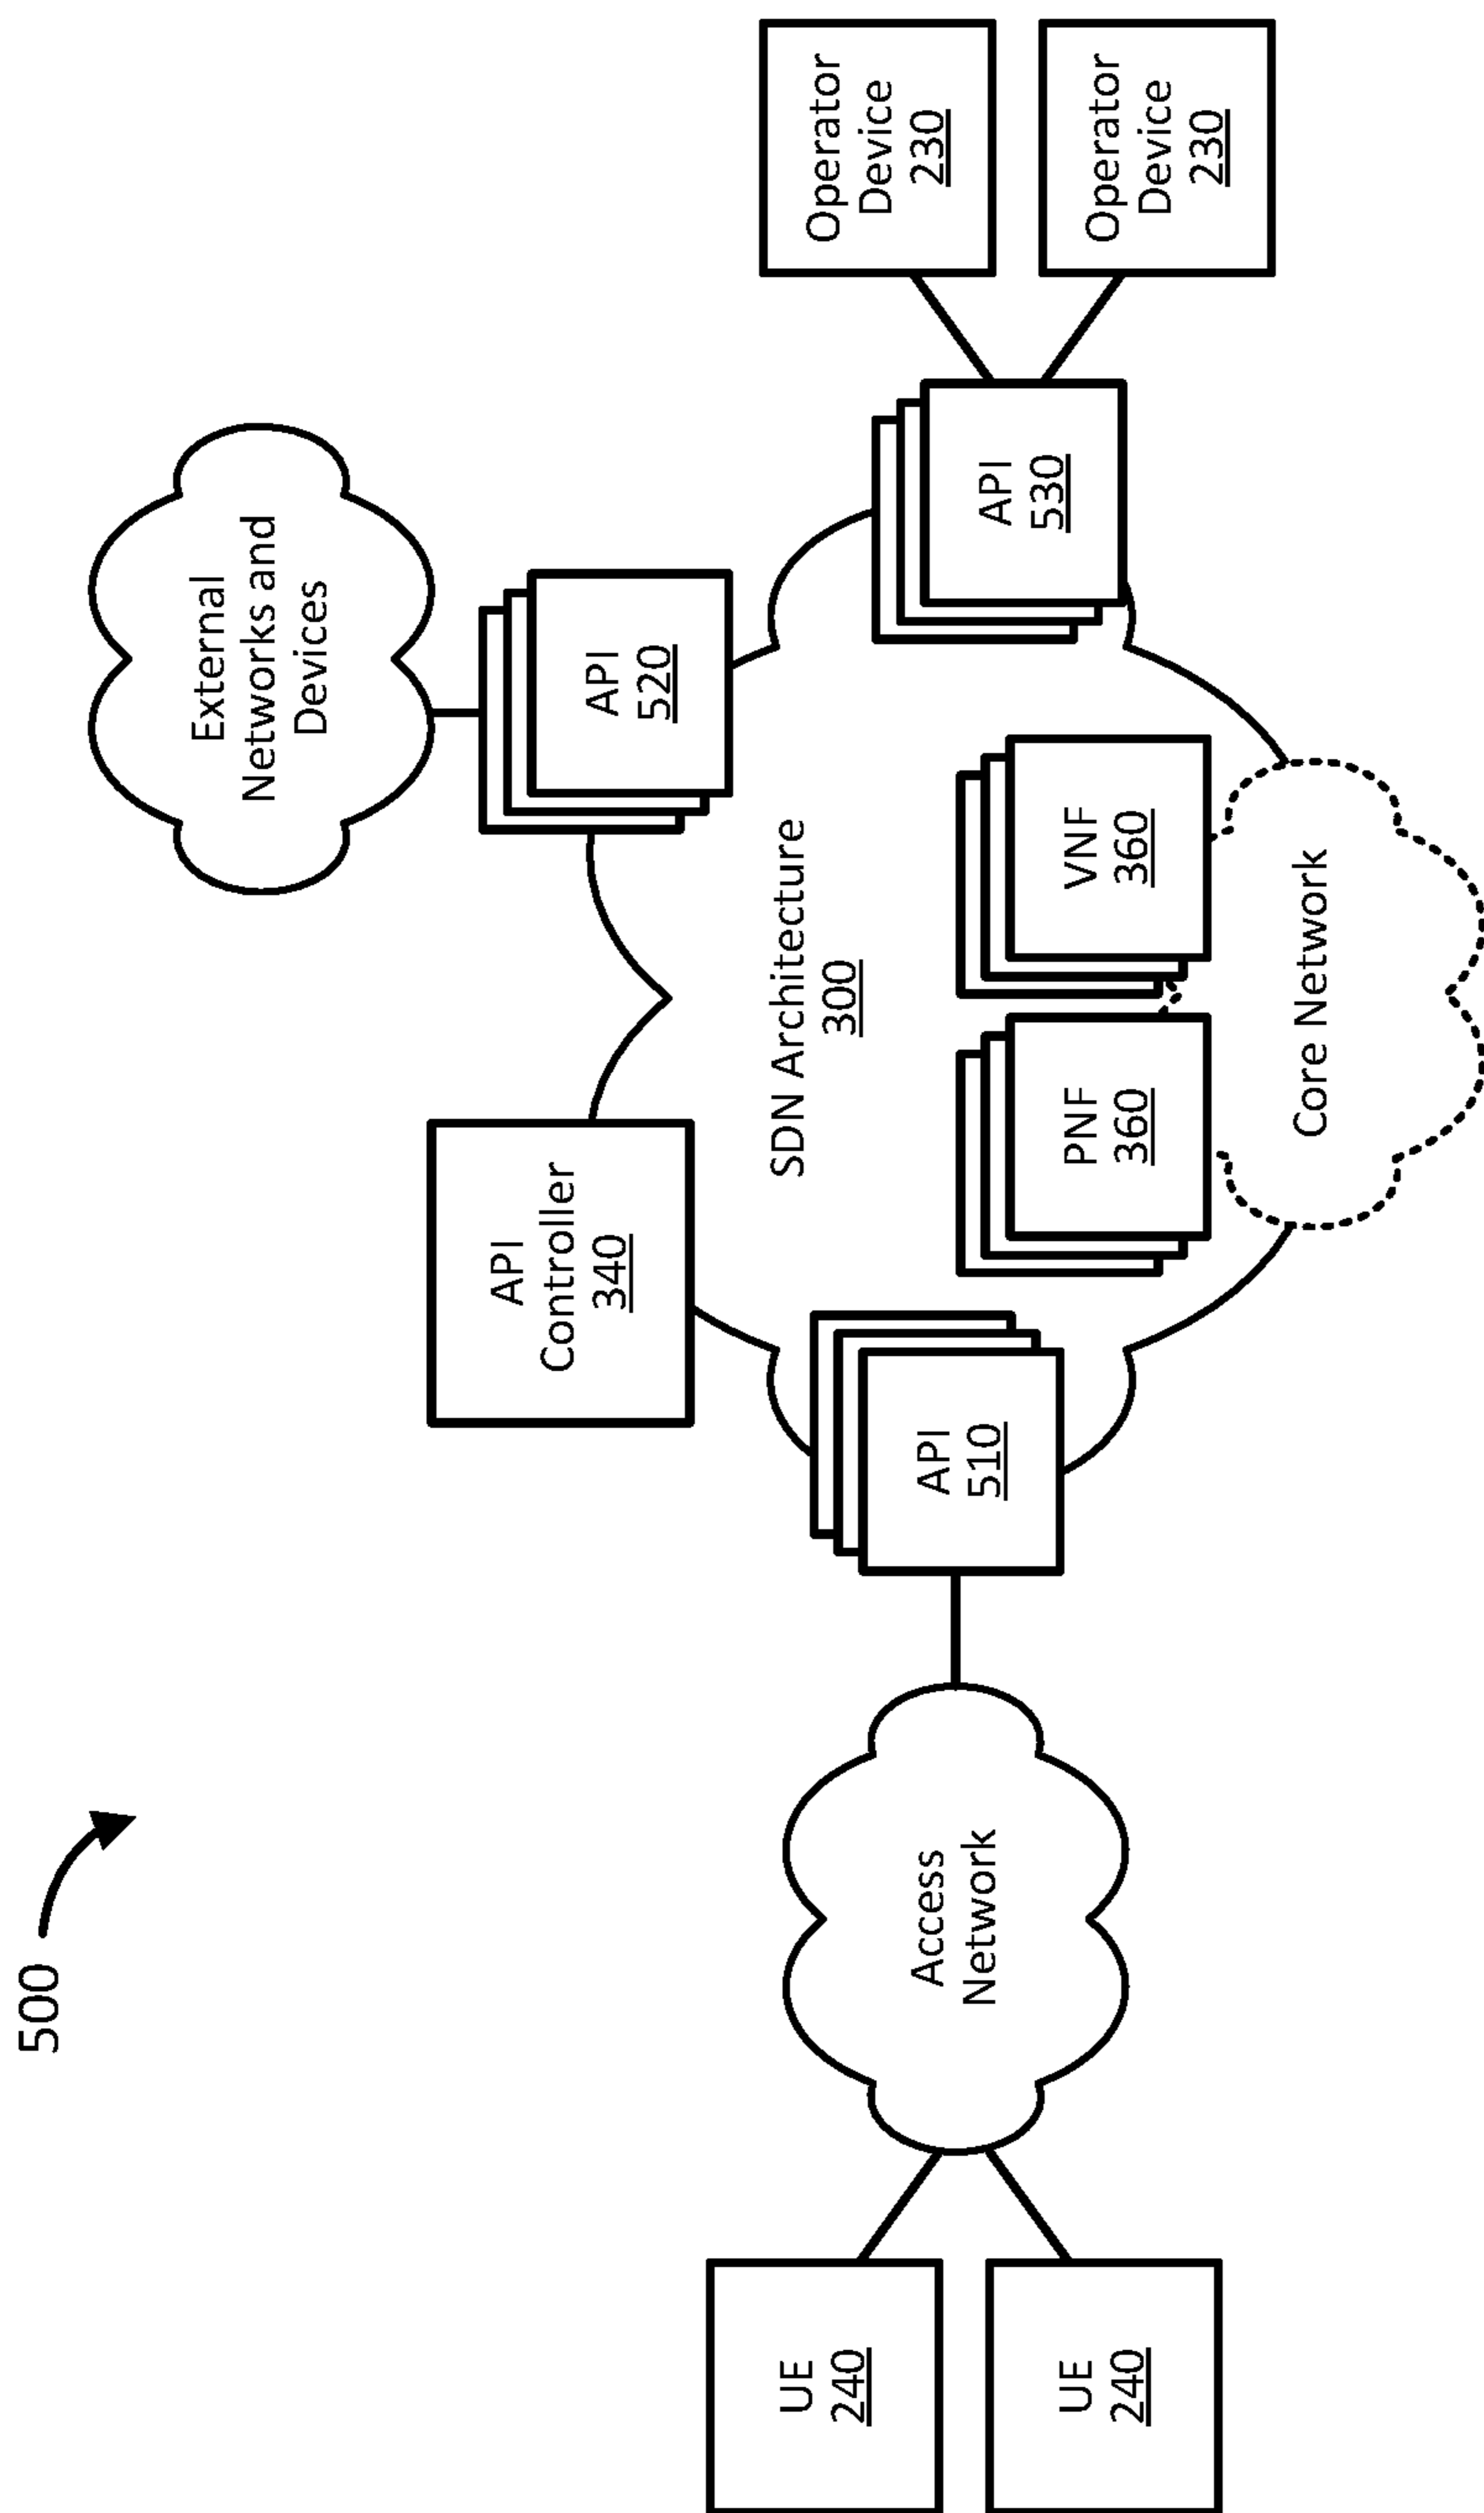 500
External
Networks and
Devices
API
Controller
340
API
520
SDN Architecture
300
UE
240
UE
240
Access
Network
API
510
PNF
360
VNF
360
API
530
Operator
Device
230
Operator
Device
230
Core Network